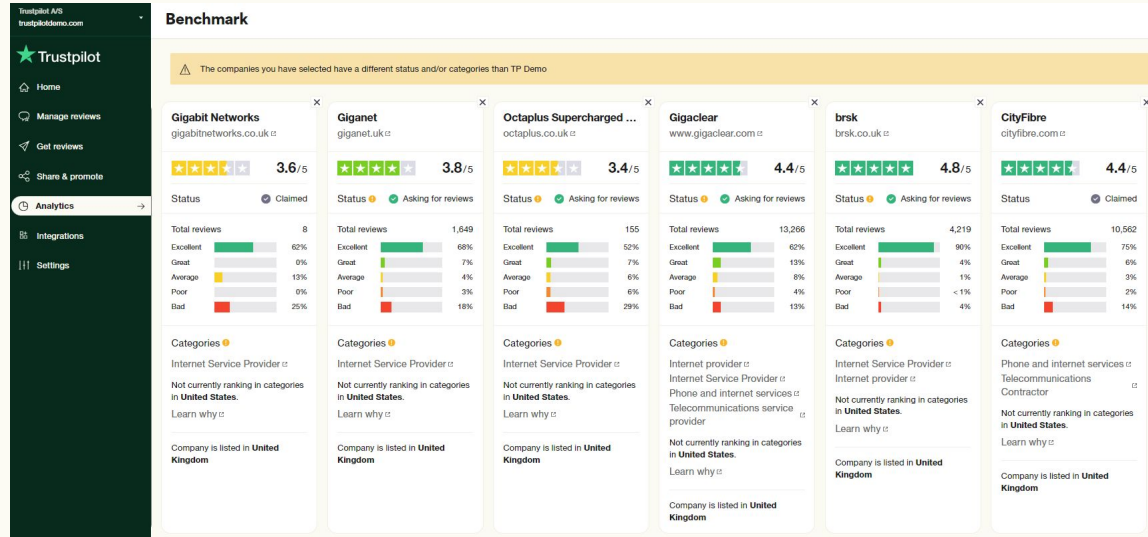 Trustpilot A/S
trustpilotdemo.com
Trustpilot
Home
Manage reviews
Get reviews
Share & promote
Analytics
Integrations
Settings
Benchmark
The companies you have selected have a different status and/or categories than TP Demo
Gigabit Networks
gigabitnetworks.co.uk
3.6/5
Status
Claimed
Total reviews 8
Excellent 62%
Great 0%
Average 13%
Poor 0%
Bad 25%
Categories
Internet Service Provider
Not currently ranking in categories
in United States.
Learn why
Company is listed in United
Kingdom
Giganet
giganet.uk
3.8/5
Status
Asking for reviews
Total reviews 1,649
Excellent 68%
Great 7%
Average 4%
Poor 3%
Bad 18%
Categories
Internet Service Provider
Not currently ranking in categories
in United States.
Learn why
Company is listed in United
Kingdom
Octaplus Supercharged ...
octaplus.co.uk
3.4/5
Status
Asking for reviews
Total reviews 155
Excellent 52%
Great 7%
Average 6%
Poor 6%
Bad 29%
Categories
Internet Service Provider
Not currently ranking in categories
in United States.
Learn why
Company is listed in United
Kingdom
Gigaclear
www.gigaclear.com
4.4/5
Status
Asking for reviews
Total reviews 13,266
Excellent 62%
Great 13%
Average 8%
Poor 4%
Bad 13%
Categories
Internet provider
Internet Service Provider
Phone and internet services
Telecommunications service
provider
Not currently ranking in categories
in United States.
Learn why
Company is listed in United
Kingdom
brsk
brsk.co.uk
4.8/5
Status
Asking for reviews
Total reviews 4,219
Excellent 90%
Great 4%
Average 1%
Poor < 1%
Bad 4%
Categories
Internet Service Provider
Internet provider
Not currently ranking in categories
in United States.
Learn why
Company is listed in United
Kingdom
CityFibre
cityfibre.com
4.4/5
Status
Claimed
Total reviews 10,562
Excellent 75%
Great 6%
Average 3%
Poor 2%
Bad 14%
Categories
Phone and internet services
Telecommunications
Contractor
Not currently ranking in categories
in United States.
Learn why
Company is listed in United
Kingdom